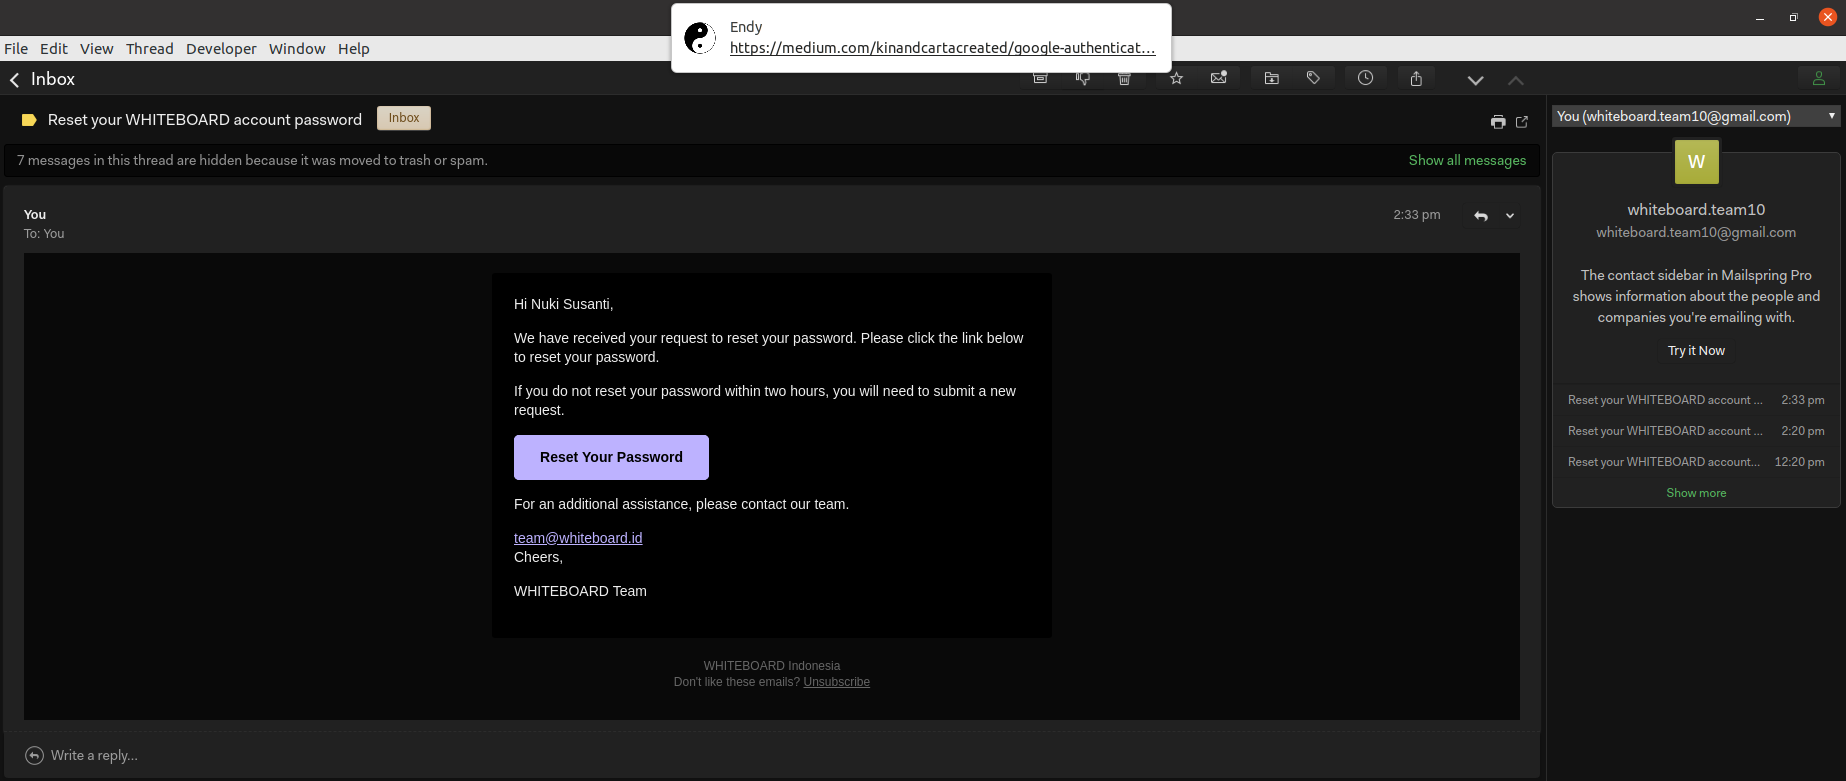 Endy
https://medium.com/kinandcartacreated/google-authenticat...
File Edit View Thread Developer Window Help
Inbox
Reset your WHITEBOARD account password Inbox
7 messages in this thread are hidden because it was moved to trash or spam. Show all messages
You 2:33 pm
To: You
Hi Nuki Susanti,
We have received your request to reset your password. Please click the link below
to reset your password.
If you do not reset your password within two hours, you will need to submit a new
request.
Reset Your Password
For an additional assistance, please contact our team.
team@whiteboard.id
Cheers,
WHITEBOARD Team
WHITEBOARD Indonesia
Don't like these emails? Unsubscribe
Write a reply...
You (whiteboard.team10@gmail.com)
W
whiteboard.team10
whiteboard.team10@gmail.com
The contact sidebar in Mailspring Pro
shows information about the people and
companies you're emailing with.
Try it Now
Reset your WHITEBOARD account ... 2:33 pm
Reset your WHITEBOARD account ... 2:20 pm
Reset your WHITEBOARD account... 12:20 pm
Show more